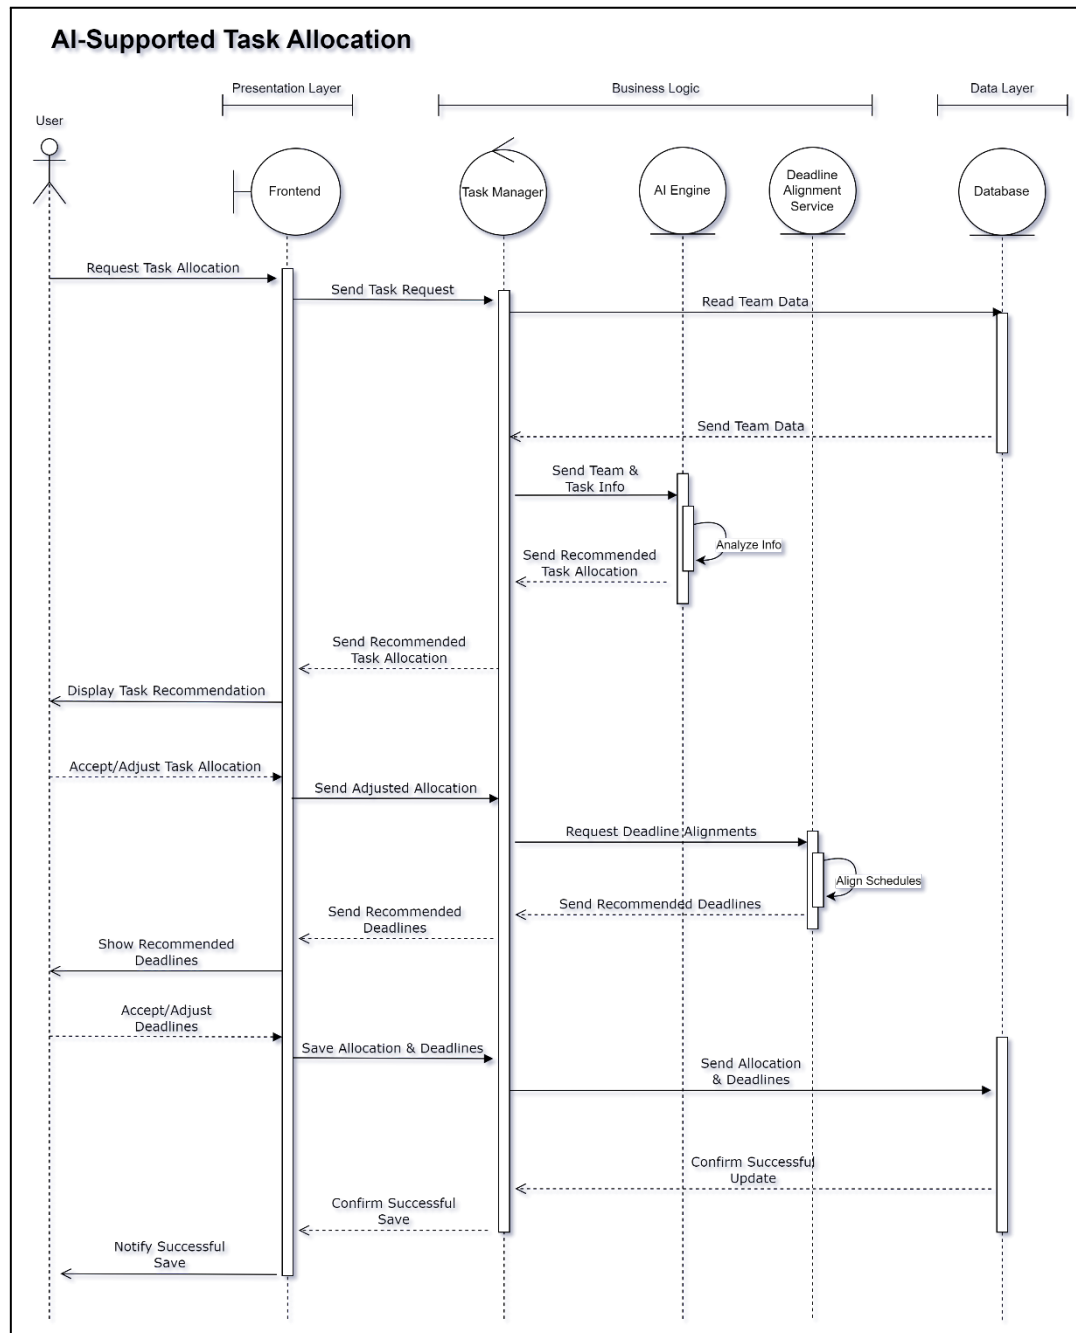 AI-Supported Task Allocation
Presentation Layer
Business Logic
Data Layer
User
Frontend
Task Manager
AI Engine
Deadline
Alignment
Service
Database
Request Task Allocation
Send Task Request
Read Team Data
Send Team Data
Send Team &
Task Info
Analyze Info
Send Recommended
Task Allocation
Send Recommended
Task Allocation
Display Task Recommendation
Accept/Adjust Task Allocation
Send Adjusted Allocation
Request Deadline Alignments
Align Schedules
Send Recommended Deadlines
Send Recommended
Deadlines
Show Recommended
Deadlines
Accept/Adjust
Deadlines
Save Allocation & Deadlines
Send Allocation
& Deadlines
Confirm Successful
Update
Confirm Successful
Save
Notify Successful
Save